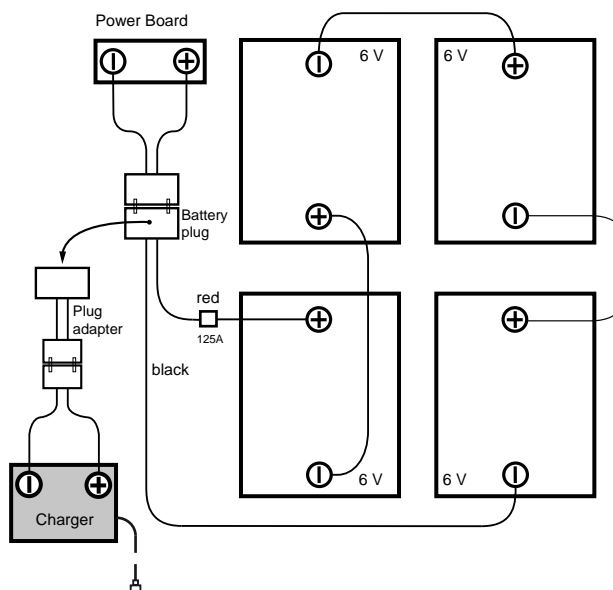 Power Board
6 V
6 V
Battery
plug
Plug
adapter
red
125A
black
6 V
6 V
Charger